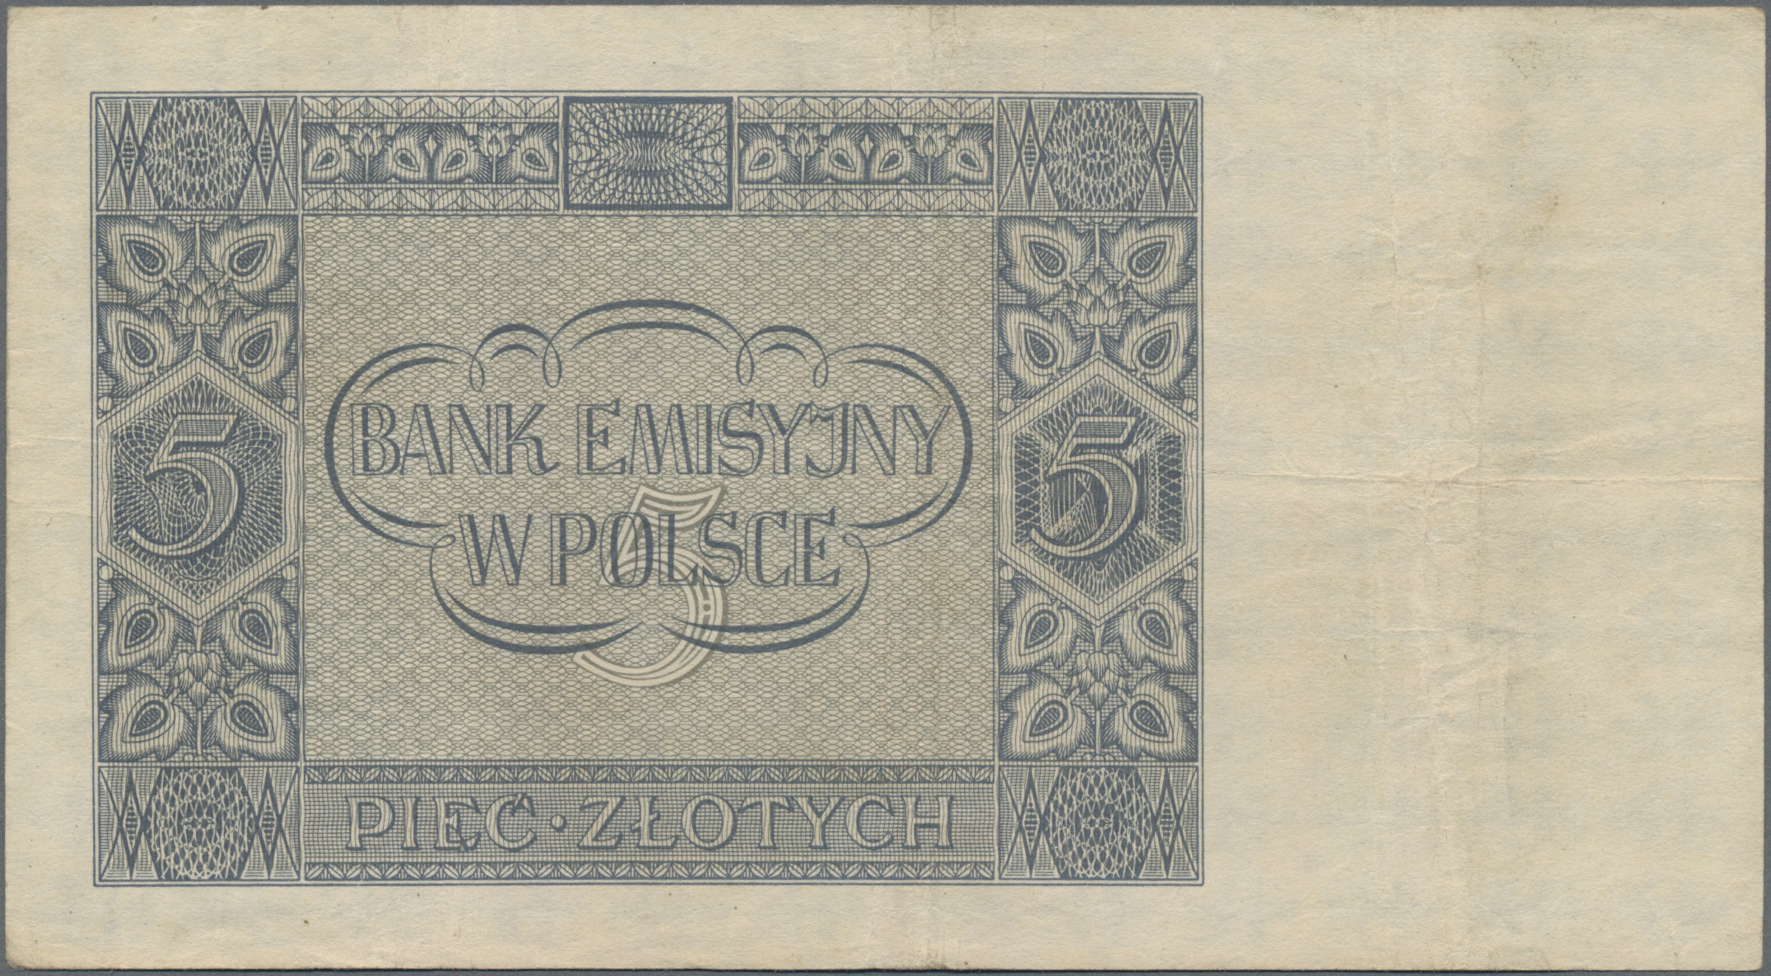 BANK EMISYJNY
5
W POLSCE
5
5
PIĘĆ · ZŁOTYCH